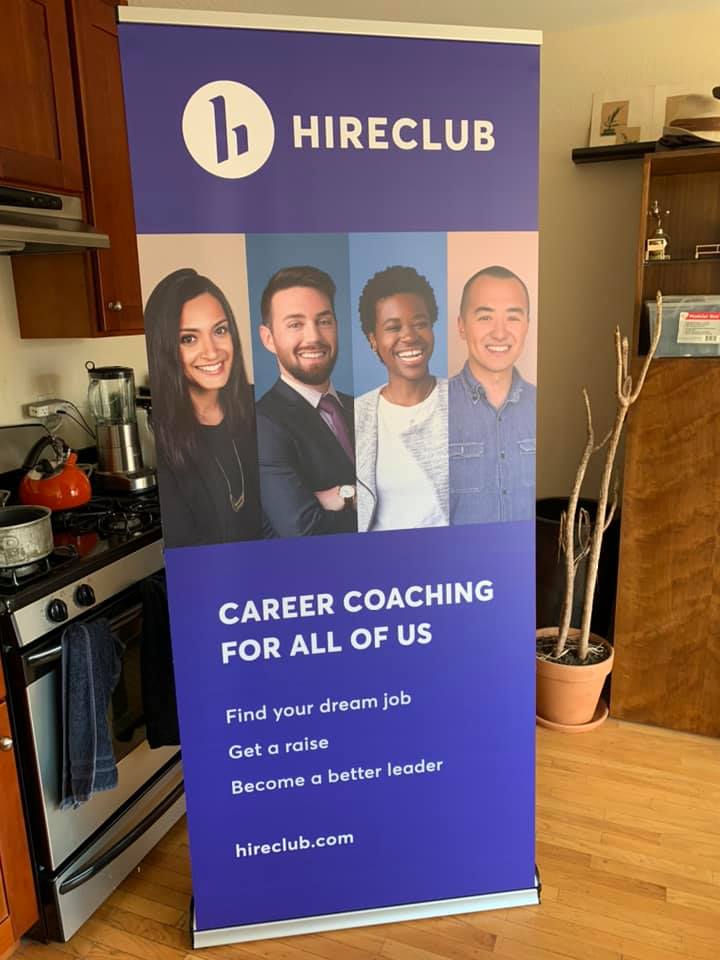 h HIRECLUB
CAREER COACHING
FOR ALL OF US
Find your dream job
Get a raise
Become a better leader
hireclub.com